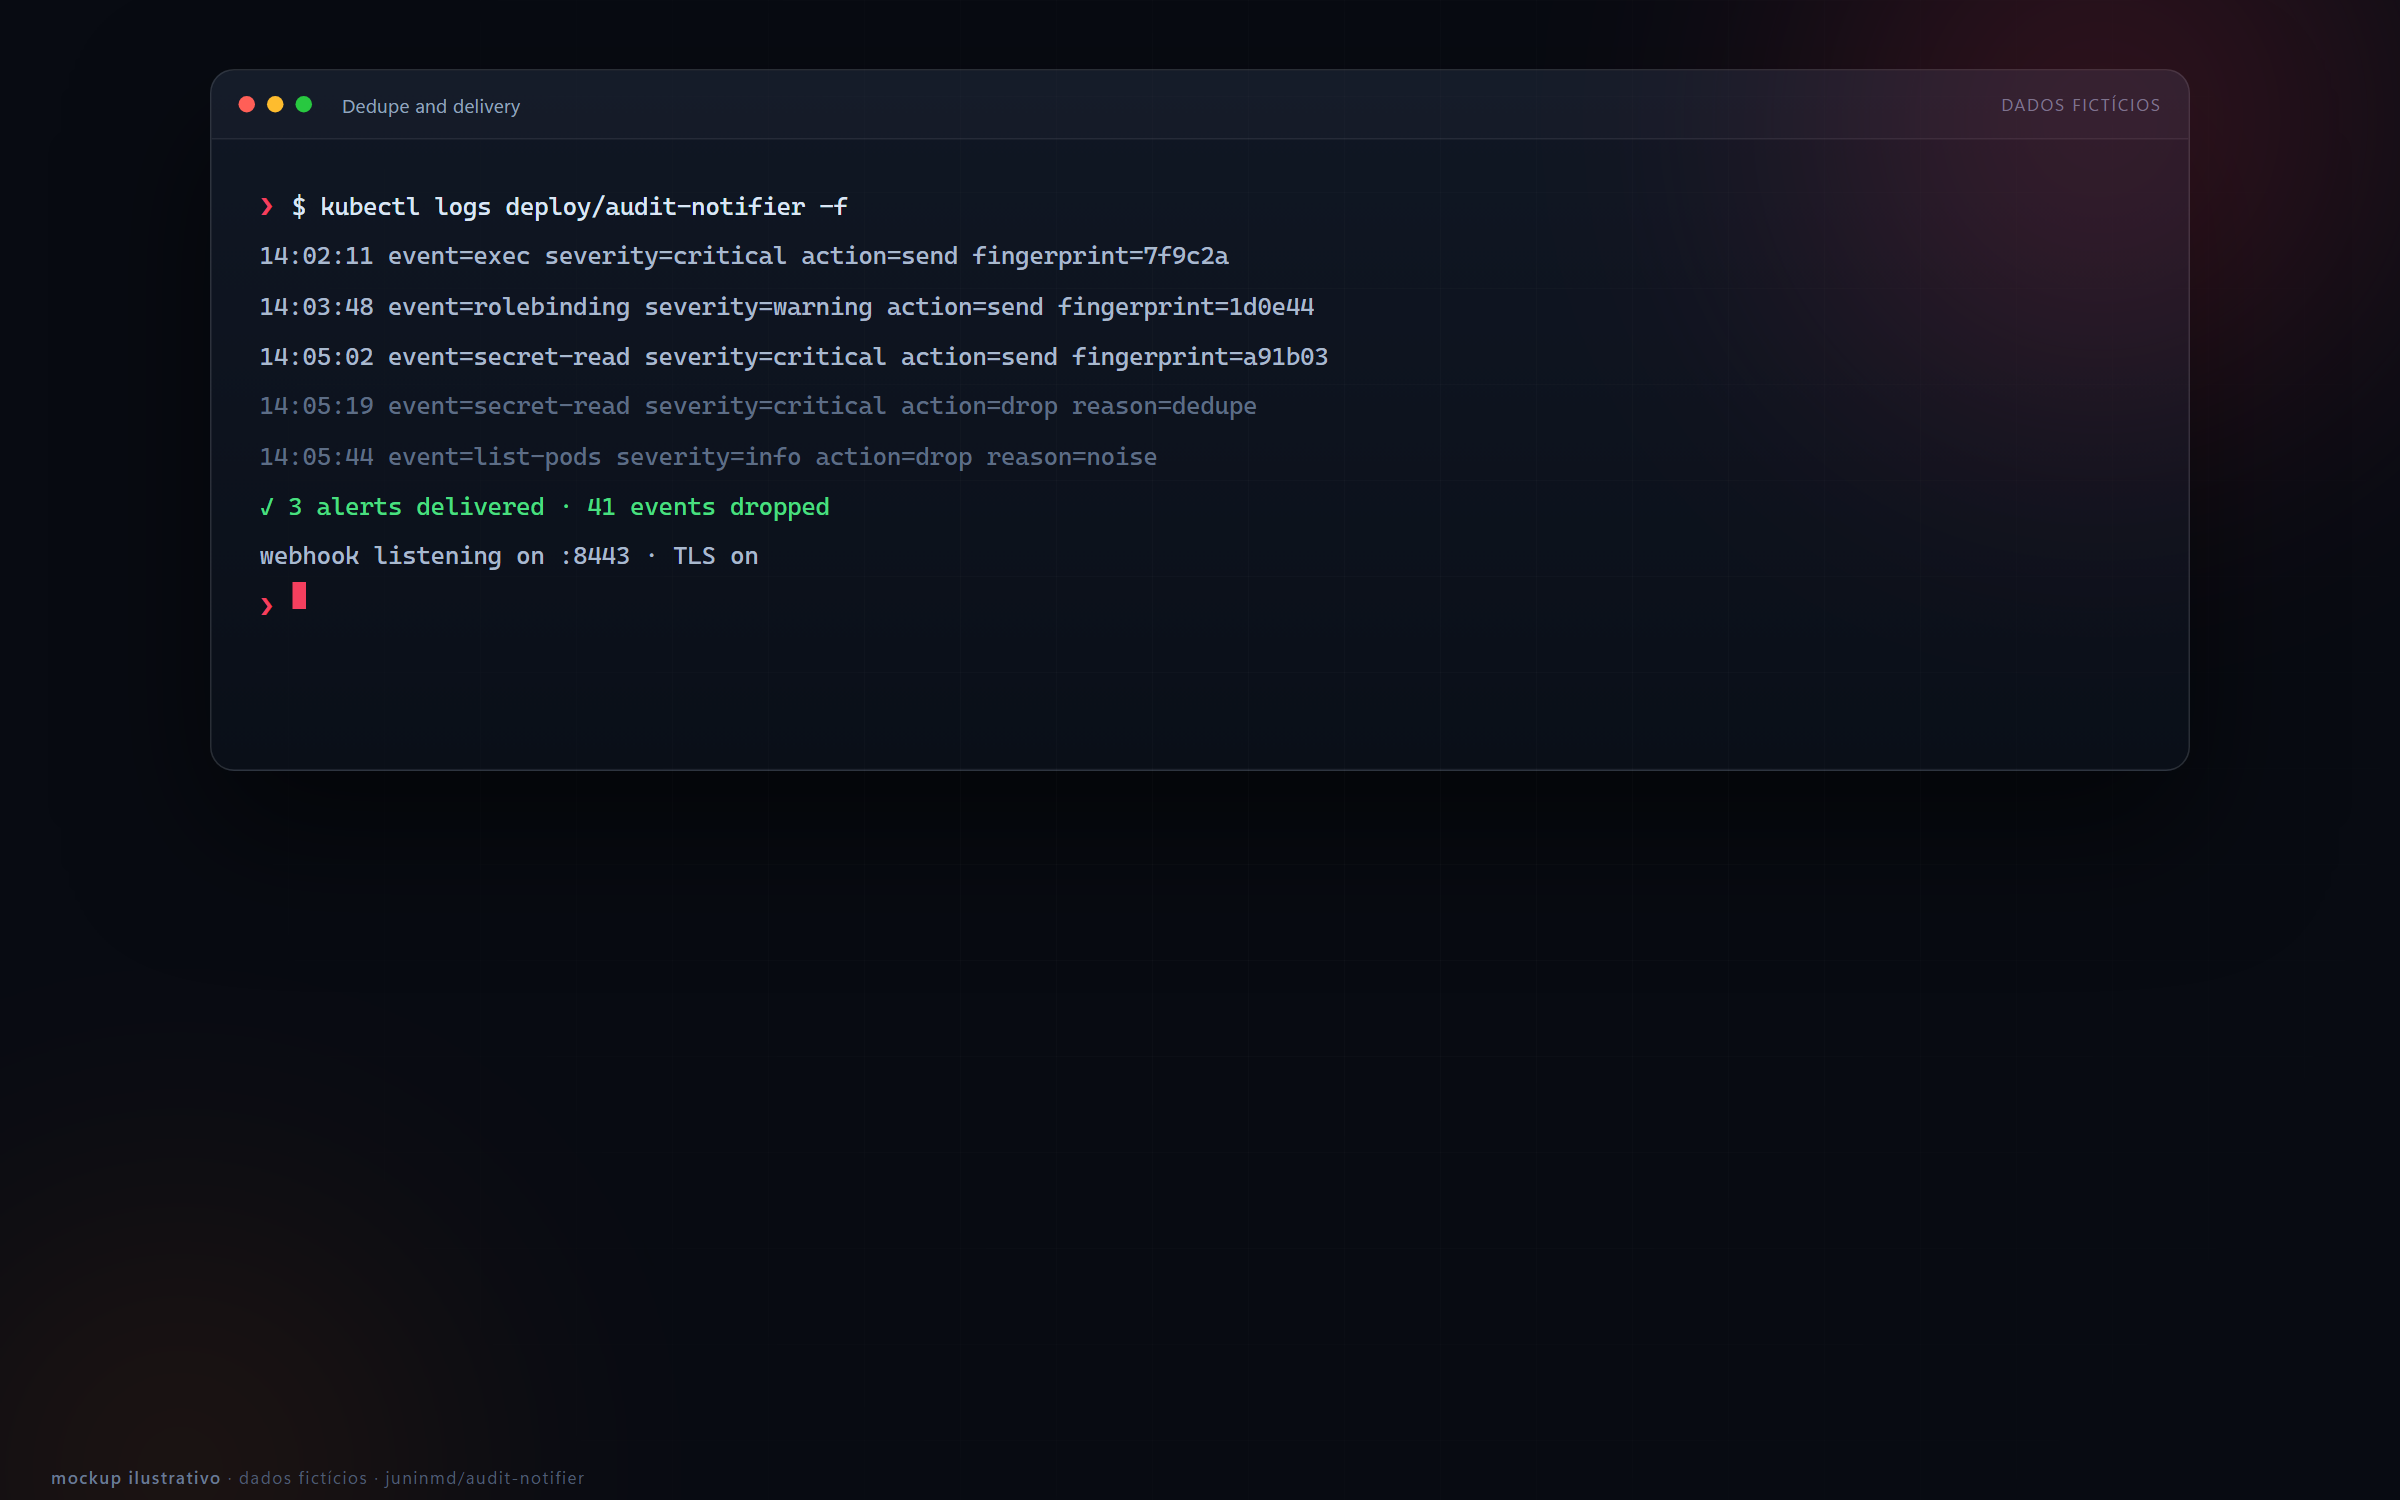 Dedupe and delivery
DADOS FICTÍCIOS
❯ $ kubectl logs deploy/audit-notifier -f
14:02:11 event=exec severity=critical action=send fingerprint=7f9c2a
14:03:48 event=rolebinding severity=warning action=send fingerprint=1d0e44
14:05:02 event=secret-read severity=critical action=send fingerprint=a91b03
14:05:19 event=secret-read severity=critical action=drop reason=dedupe
14:05:44 event=list-pods severity=info action=drop reason=noise
✓ 3 alerts delivered · 41 events dropped
webhook listening on :8443 · TLS on
❯
mockup ilustrativo · dados fictícios · juninmd/audit-notifier